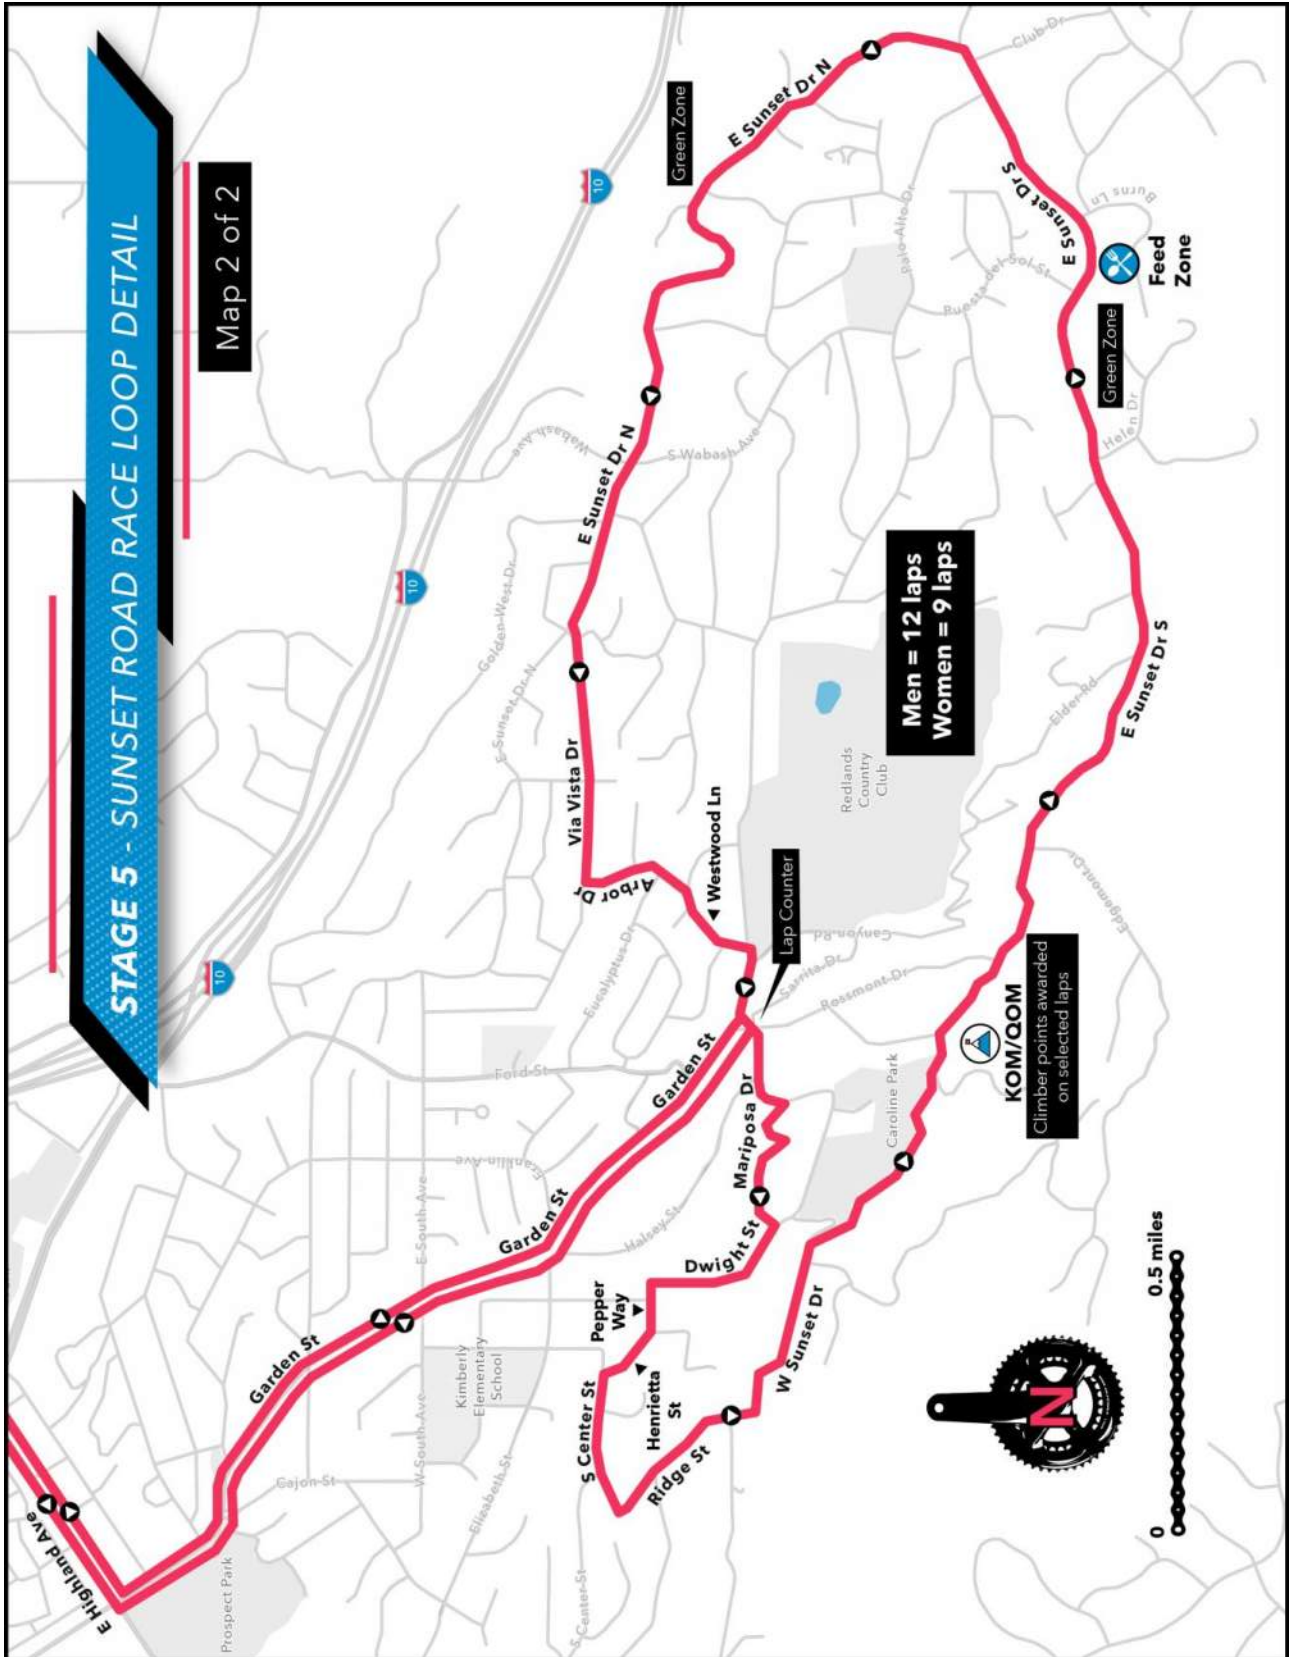 STAGE 5 - SUNSET ROAD RACE LOOP DETAIL
Map 2 of 2
10
10
10
Green Zone
E Sunset Dr N
Club Dr
E Sunset Dr S
Burns Ln
Palo Alto Dr
Puesta del Sol St
Feed
Zone
Green Zone
Helen Dr
Wabash Ave
S Wabash Ave
E Sunset Dr N
Golden-West Dr
E Sunset Dr N
Via Vista Dr
Arbor Dr
Westwood Ln
Men = 12 laps
Women = 9 laps
Redlands
Country
Club
Elder Rd
E Sunset Dr S
Edgemont Dr
Lap Counter
Canyon Rd
Sarrita Dr
Rossmont Dr
Eucalyptus Dr
Ford St
Garden St
Mariposa Dr
Caroline Park
KOM/QOM
Climber points awarded
on selected laps
Franklin Ave
E South Ave
Garden St
Halsey St
Dwight St
Pepper
Way
Garden St
Kimberly
Elementary
School
S Center St
Henrietta
St
W Sunset Dr
Ridge St
Cajon St
W South Ave
Elizabeth St
S Center St
E Highland Ave
Prospect Park
N
0
0.5 miles